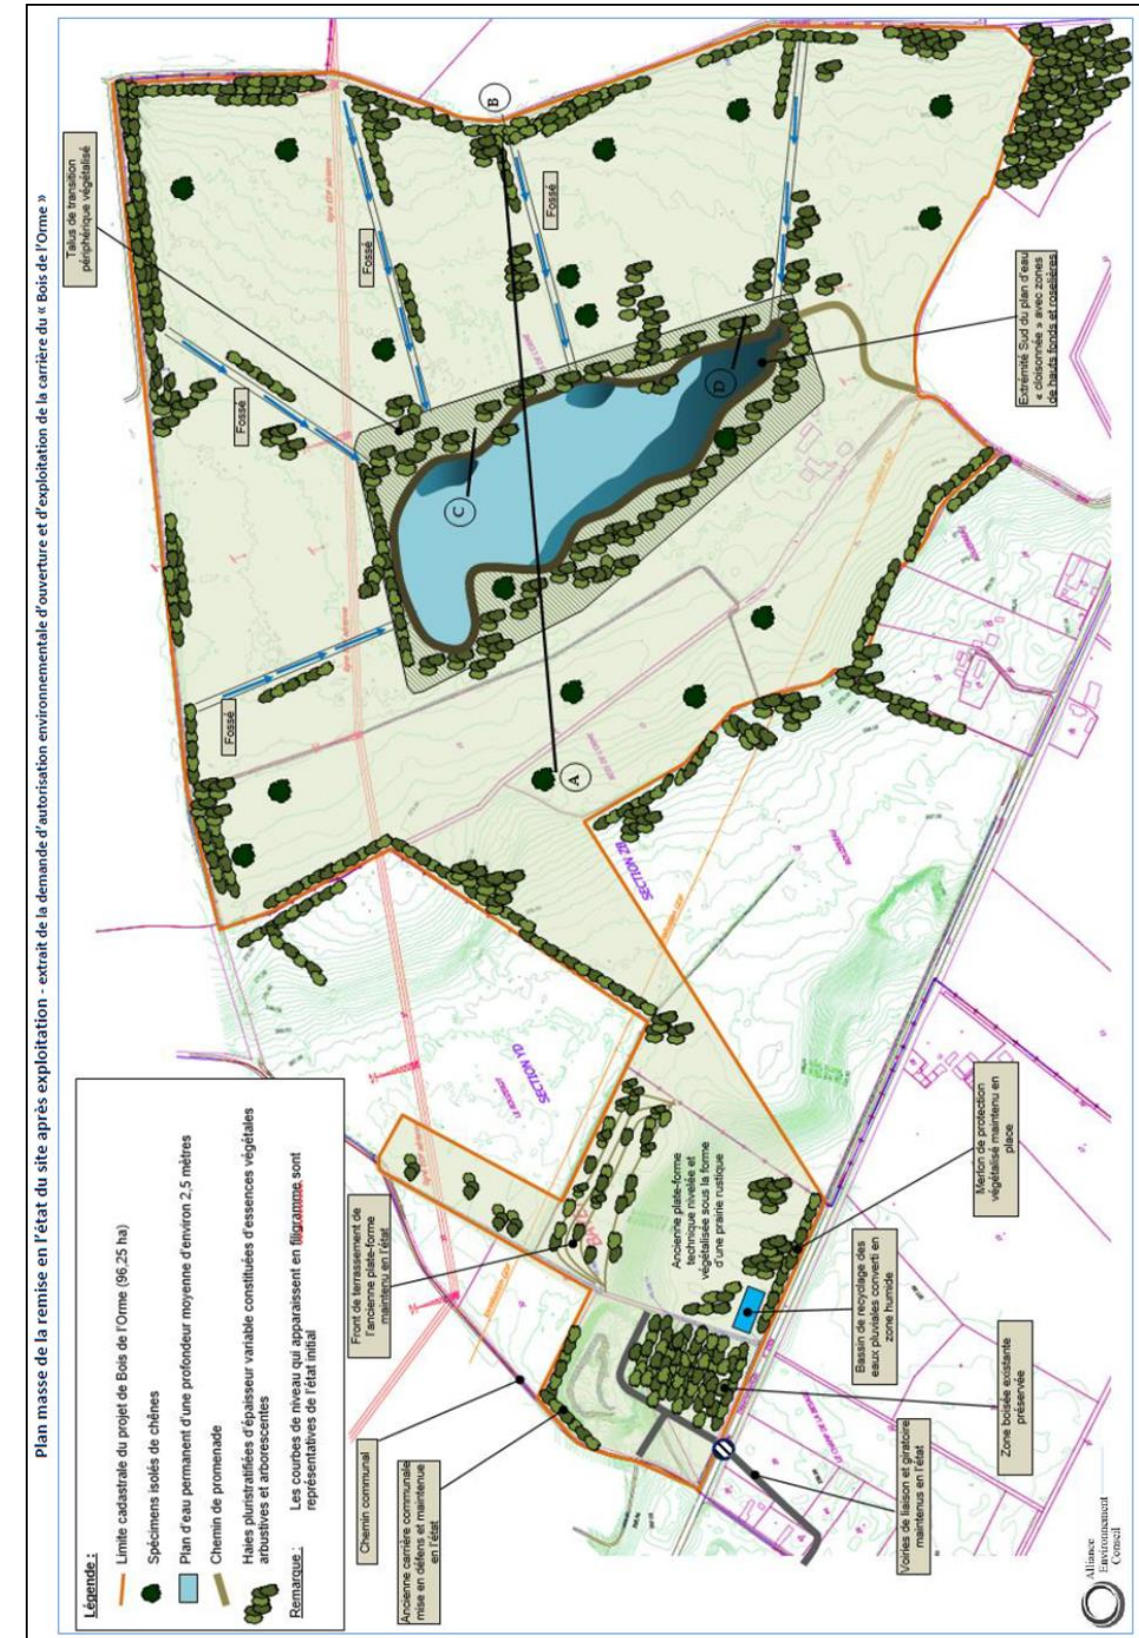 Plan masse de la remise en l'état du site après exploitation - extrait de la demande d'autorisation environnementale d'ouverture et d'exploitation de la carrière du « Bois de l'Orme »
Légende :
Limite cadastrale du projet de Bois de l'Orme (96,25 ha)
Spécimens isolés de chênes
Plan d'eau permanent d'une profondeur moyenne d'environ 2,5 mètres
Chemin de promenade
Haies pluristratifiées d'épaisseur variable constituées d'essences végétales
arbustives et arborescentes
Remarque :
Les courbes de niveau qui apparaissent en filigramme sont
représentatives de l'état initial
Talus de transition
périphérique végétalisé
Fossé
Fossé
Fossé
Fossé
A
B
C
D
Extrémité Sud du plan d'eau
« cloisonnée » avec zones
de hauts fonds et roselières
SECTION ZB
SECTION YD
Front de terrassement de
l'ancienne plate-forme
maintenu en l'état
Ancienne plate-forme
technique nivelée et
végétalisée sous la forme
d'une prairie rustique
Chemin communal
Ancienne carrière communale
mise en défens et maintenue
en l'état
Merlon de protection
végétalisé maintenu en
place
Bassin de recyclage des
eaux pluviales converti en
zone humide
Zone boisée existante
préservée
Voiries de liaison et giratoire
maintenus en l'état
Alliance
Environnement
Conseil